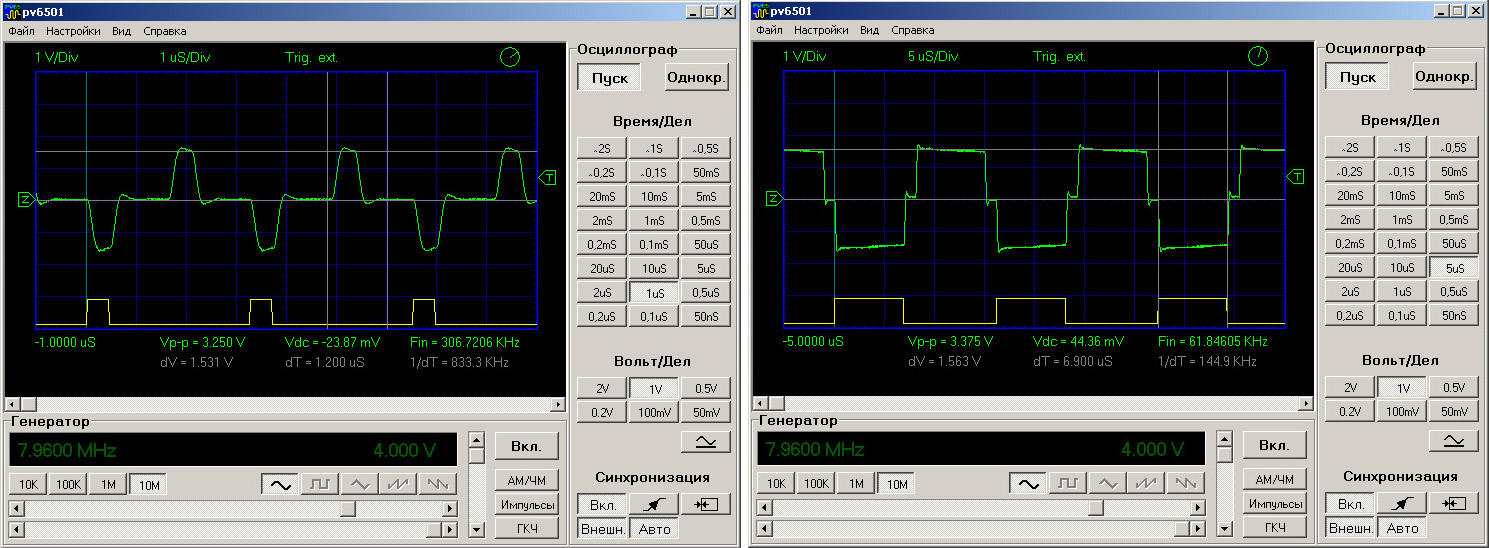 pv6501
Файл Настройки Вид Справка
1 V/Div 1 uS/Div Trig. ext.
Z
T
-1.0000 uS Vp-p = 3.250 V Vdc = -23.87 mV Fin = 306.7206 KHz
dV = 1.531 V dT = 1.200 uS 1/dT = 833.3 KHz
Осциллограф
Пуск Однокр.
Время/Дел
~2S ~1S ~0,5S
~0,2S ~0,1S 50mS
20mS 10mS 5mS
2mS 1mS 0,5mS
0,2mS 0,1mS 50uS
20uS 10uS 5uS
2uS 1uS 0,5uS
0,2uS 0,1uS 50nS
Вольт/Дел
2V 1V 0.5V
0.2V 100mV 50mV
Синхронизация
Вкл.
Внешн. Авто
Генератор
7.9600 MHz 4.000 V
10K 100K 1M 10M
Вкл.
АМ/ЧМ
Импульсы
ГКЧ
pv6501
Файл Настройки Вид Справка
1 V/Div 5 uS/Div Trig. ext.
Z
T
-5.0000 uS Vp-p = 3.375 V Vdc = 44.36 mV Fin = 61.84605 KHz
dV = 1.563 V dT = 6.900 uS 1/dT = 144.9 KHz
Осциллограф
Пуск Однокр.
Время/Дел
~2S ~1S ~0,5S
~0,2S ~0,1S 50mS
20mS 10mS 5mS
2mS 1mS 0,5mS
0,2mS 0,1mS 50uS
20uS 10uS 5uS
2uS 1uS 0,5uS
0,2uS 0,1uS 50nS
Вольт/Дел
2V 1V 0.5V
0.2V 100mV 50mV
Синхронизация
Вкл.
Внешн. Авто
Генератор
7.9600 MHz 4.000 V
10K 100K 1M 10M
Вкл.
АМ/ЧМ
Импульсы
ГКЧ